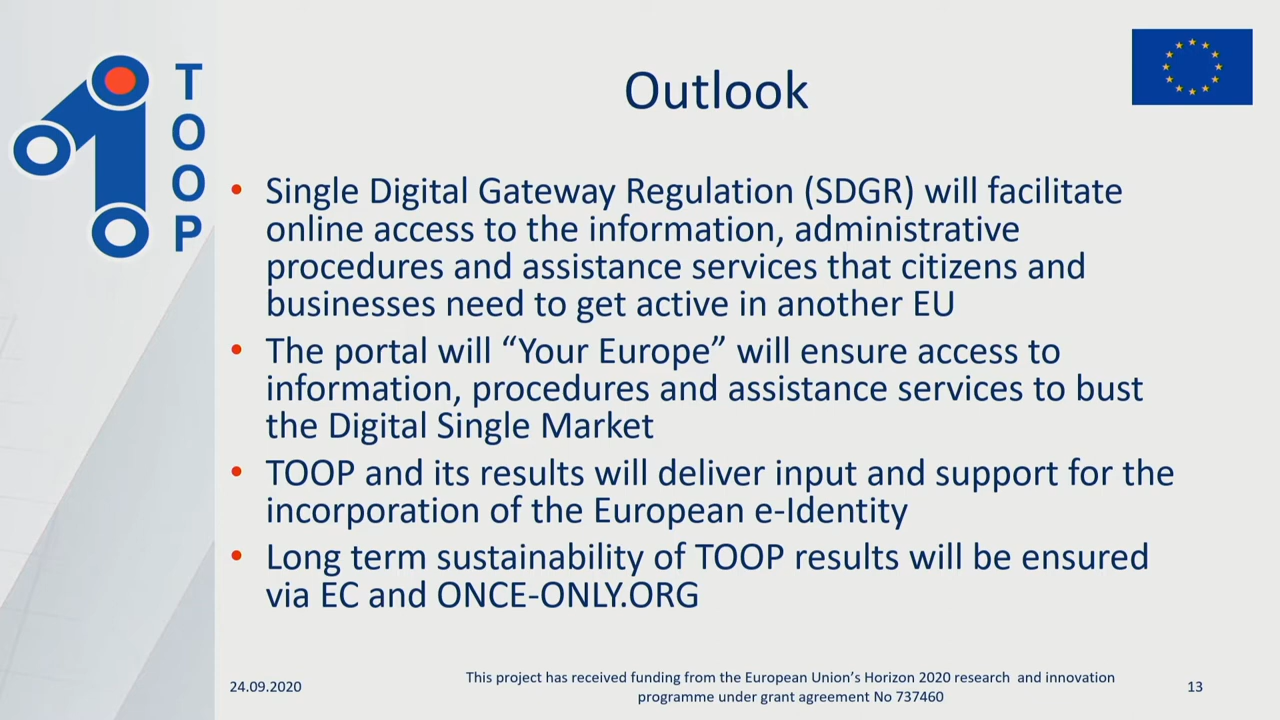 TOOP
Outlook
• Single Digital Gateway Regulation (SDGR) will facilitate
online access to the information, administrative
procedures and assistance services that citizens and
businesses need to get active in another EU
• The portal will “Your Europe” will ensure access to
information, procedures and assistance services to bust
the Digital Single Market
• TOOP and its results will deliver input and support for the
incorporation of the European e-Identity
• Long term sustainability of TOOP results will be ensured
via EC and ONCE-ONLY.ORG
24.09.2020
This project has received funding from the European Union’s Horizon 2020 research and innovation
programme under grant agreement No 737460
13